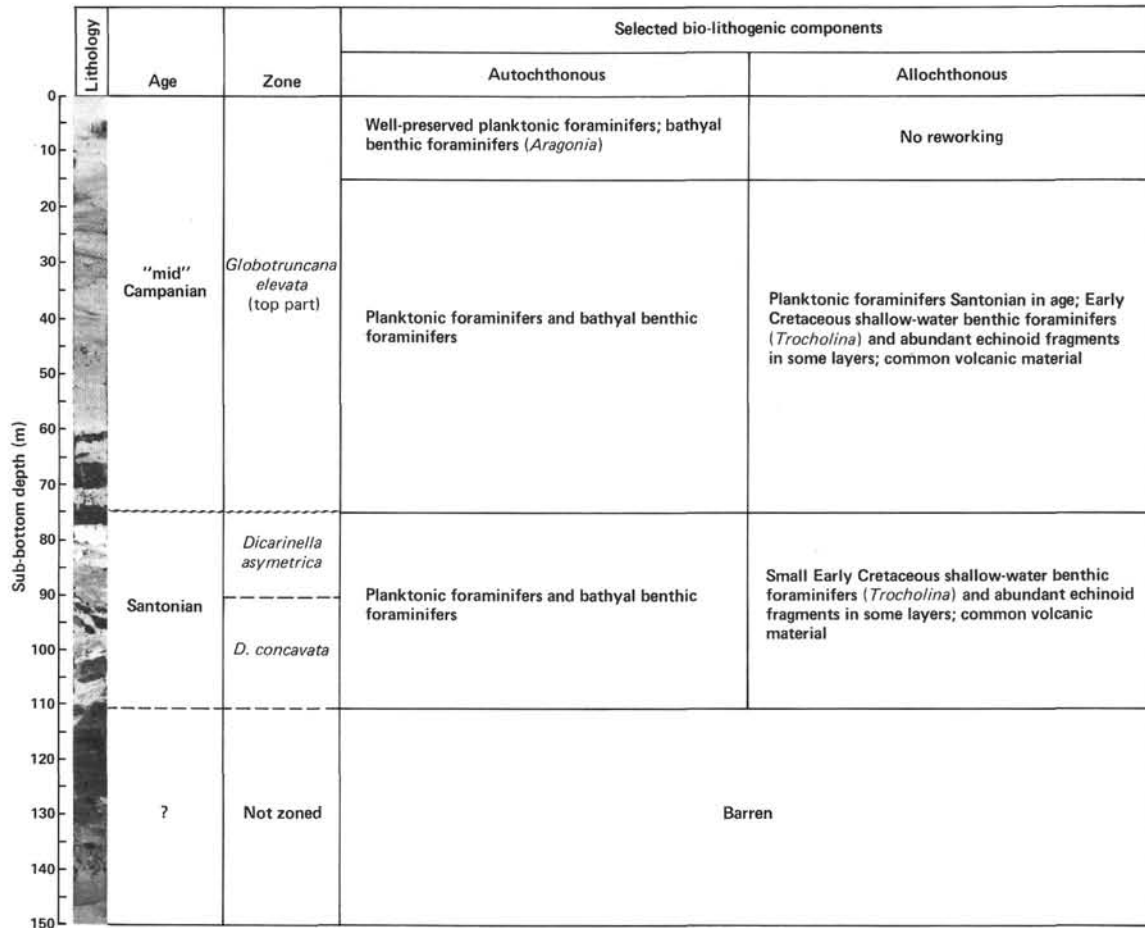 Selected bio-lithogenic components
Lithology
Age
Zone
Autochthonous
Allochthonous
Sub-bottom depth (m)
0
10
20
30
40
50
60
70
80
90
100
110
120
130
140
150
"mid"
Campanian
Globotruncana
elevata
(top part)
Well-preserved planktonic foraminifers; bathyal
benthic foraminifers (Aragonia)
No reworking
Planktonic foraminifers and bathyal benthic
foraminifers
Planktonic foraminifers Santonian in age; Early
Cretaceous shallow-water benthic foraminifers
(Trocholina) and abundant echinoid fragments
in some layers; common volcanic material
Santonian
Dicarinella
asymetrica
D. concavata
Planktonic foraminifers and bathyal benthic
foraminifers
Small Early Cretaceous shallow-water benthic
foraminifers (Trocholina) and abundant echinoid
fragments in some layers; common volcanic
material
?
Not zoned
Barren